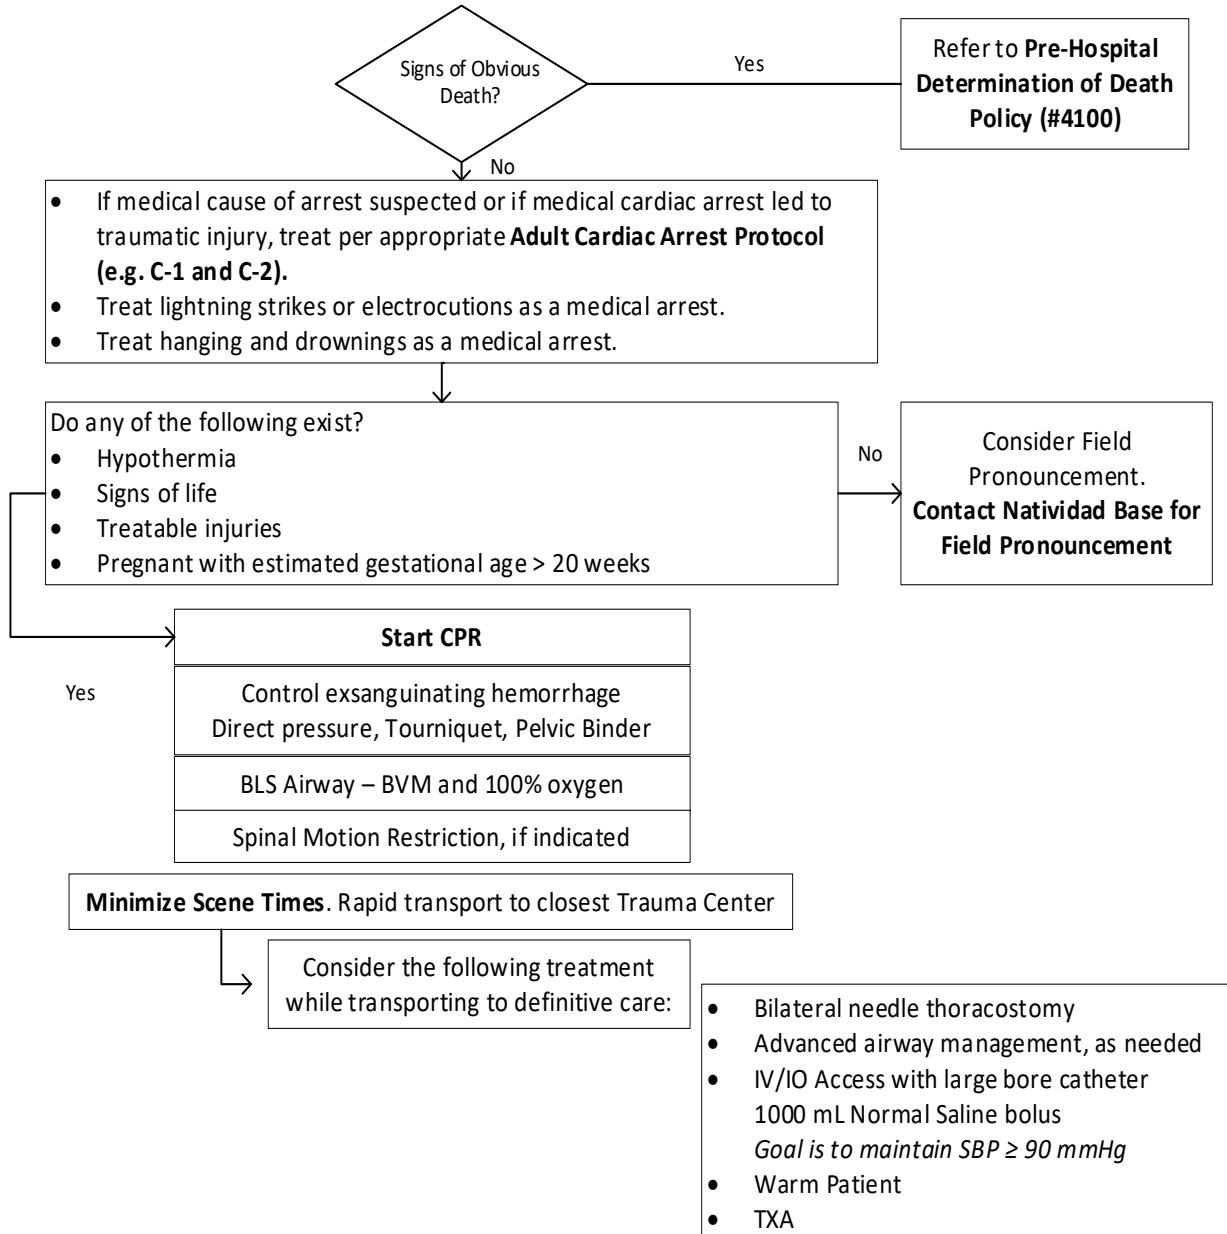 Signs of Obvious
Death?
Yes
Refer to Pre-Hospital
Determination of Death
Policy (#4100)
No
• If medical cause of arrest suspected or if medical cardiac arrest led to
traumatic injury, treat per appropriate Adult Cardiac Arrest Protocol
(e.g. C-1 and C-2).
• Treat lightning strikes or electrocutions as a medical arrest.
• Treat hanging and drownings as a medical arrest.
Do any of the following exist?
• Hypothermia
• Signs of life
• Treatable injuries
• Pregnant with estimated gestational age > 20 weeks
No
Consider Field
Pronouncement.
Contact Natividad Base for
Field Pronouncement
Yes
Start CPR
Control exsanguinating hemorrhage
Direct pressure, Tourniquet, Pelvic Binder
BLS Airway – BVM and 100% oxygen
Spinal Motion Restriction, if indicated
Minimize Scene Times. Rapid transport to closest Trauma Center
Consider the following treatment
while transporting to definitive care:
• Bilateral needle thoracostomy
• Advanced airway management, as needed
• IV/IO Access with large bore catheter
1000 mL Normal Saline bolus
Goal is to maintain SBP ≥ 90 mmHg
• Warm Patient
• TXA